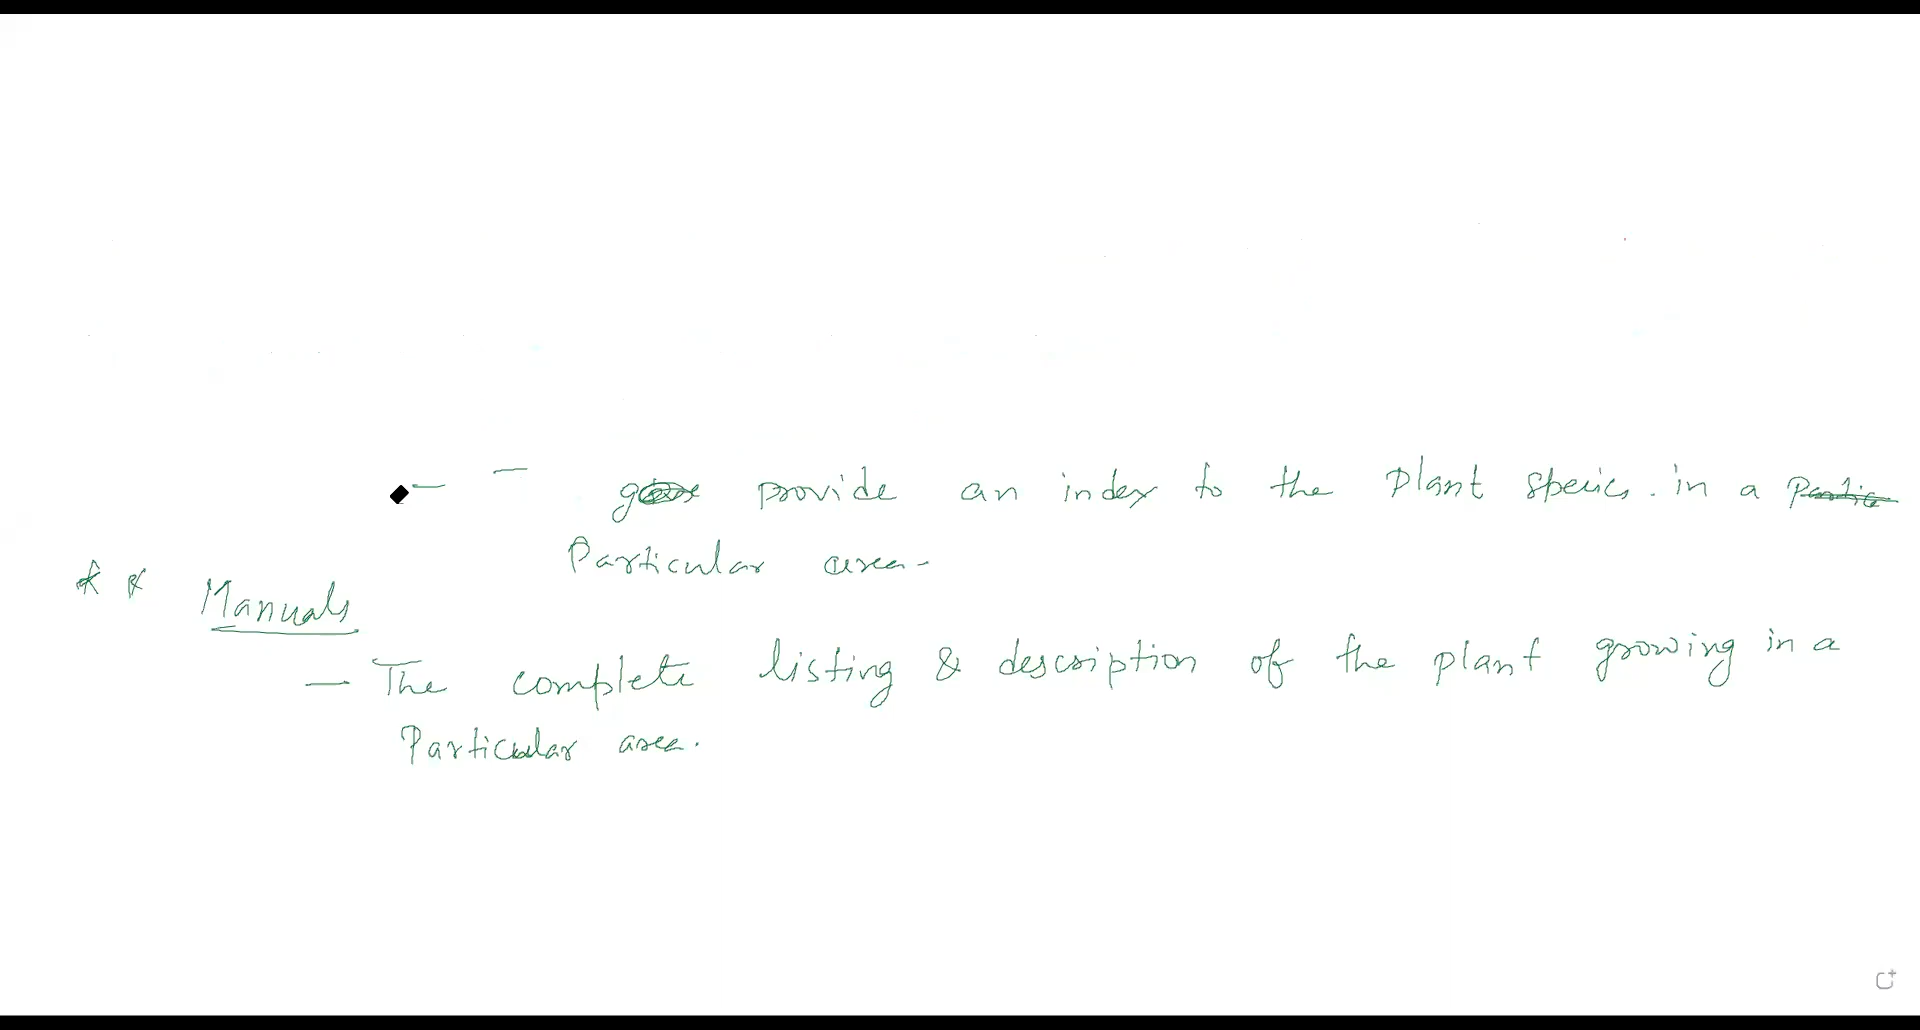 — provide an index to the plant speics. in a
Particular area.
** Manuals
— The complete listing & description of the plant growing in a
Particular area.